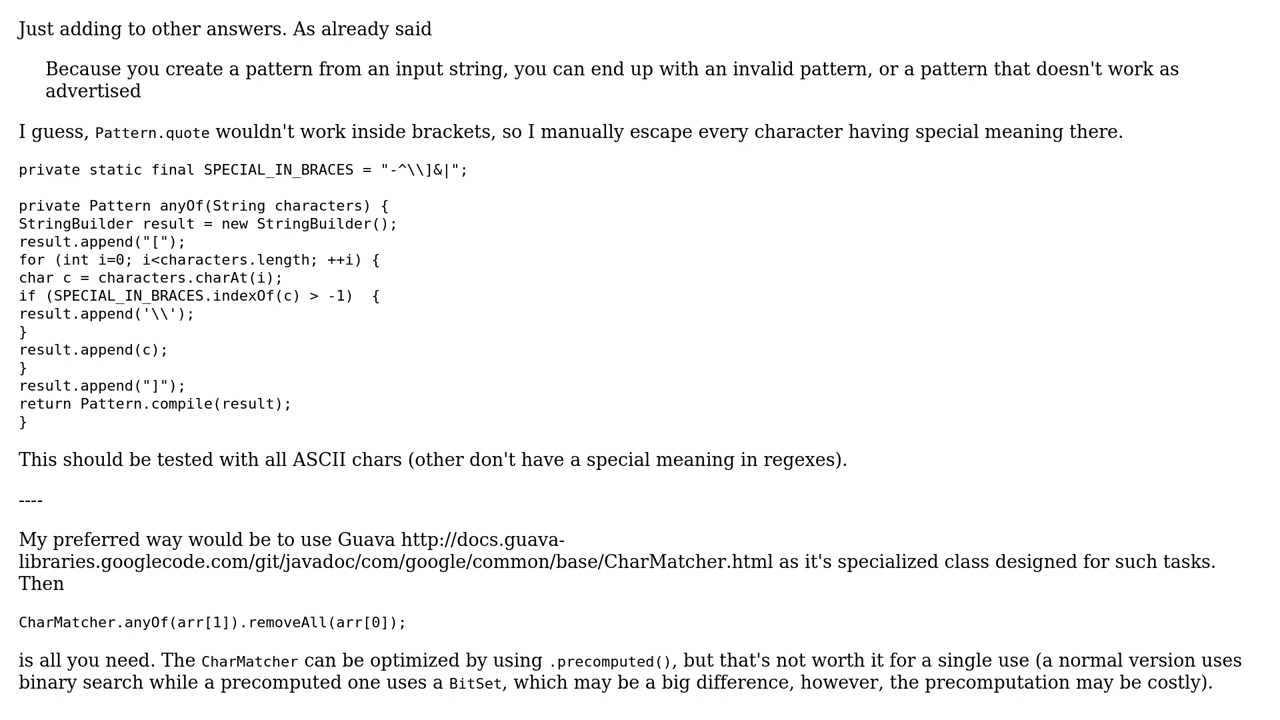 Just adding to other answers. As already said
Because you create a pattern from an input string, you can end up with an invalid pattern, or a pattern that doesn't work as
advertised
I guess, Pattern.quote wouldn't work inside brackets, so I manually escape every character having special meaning there.
private static final SPECIAL_IN_BRACES = "-^\\]&|";
private Pattern anyOf(String characters) {
StringBuilder result = new StringBuilder();
result.append("[");
for (int i=0; i<characters.length; ++i) {
char c = characters.charAt(i);
if (SPECIAL_IN_BRACES.indexOf(c) > -1)  {
result.append('\\');
}
result.append(c);
}
result.append("]");
return Pattern.compile(result);
}
This should be tested with all ASCII chars (other don't have a special meaning in regexes).
----
My preferred way would be to use Guava http://docs.guava-
libraries.googlecode.com/git/javadoc/com/google/common/base/CharMatcher.html as it's specialized class designed for such tasks.
Then
CharMatcher.anyOf(arr[1]).removeAll(arr[0]);
is all you need. The CharMatcher can be optimized by using .precomputed(), but that's not worth it for a single use (a normal version uses
binary search while a precomputed one uses a BitSet, which may be a big difference, however, the precomputation may be costly).